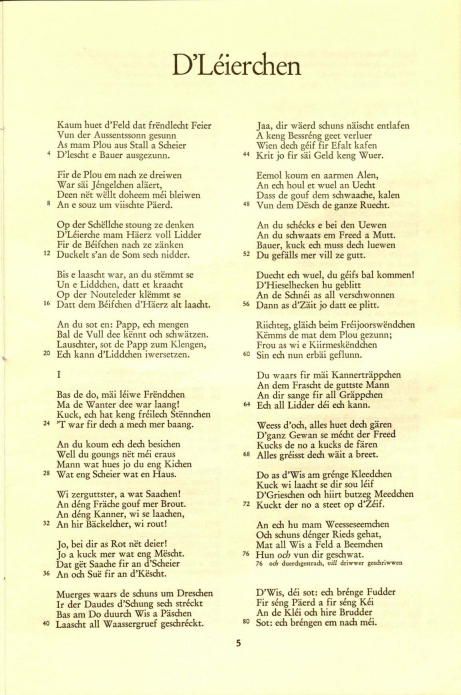 D'Léierchen
Kaum huet d'Feld dat frëndlecht Feier
Vun der Aussentssonn gesunn
As mam Plou aus Stall a Scheier
4 D'lescht e Bauer ausgezunn.
Fir de Plou em nach ze dreiwen
War säi Jéngelchen aläert,
Deen nët wëllt doheem méi bleiwen
8 An e souz um viischte Päerd.
Op der Schëllche stoung ze denken
D'Léierche mam Häerz voll Lidder
Fir de Béifchen nach ze zänken
12 Duckelt s'an de Som sech nidder.
Bis e laascht war, an du stëmmt se
Un e Liddchen, datt et kraacht
Op der Nouteleder klëmmt se
16 Datt dem Béifchen d'Häerz alt laacht.
An du sot en: Papp, ech mengen
Bal de Vull dee kënnt och schwätzen.
Lauschter, sot de Papp zum Klengen,
20 Ech kann d'Liddchen iwersetzen.
I
Bas de do, mäi léiwe Frëndchen
Ma de Wanter dee war laang!
Kuck, eh hat keng fréilech Stënnchen
24 'T war fir dech a mech mer baang.
An du koum ech dech besichen
Well du goungs nët méi eraus
Mann wat hues jo du eng Kichen
28 Wat eng Scheier wat en Haus.
Wi zerguttster, a wat Saachen!
An déng Fräche gouf mer Brout.
An déng Kanner, wi se laachen,
32 An hir Bäckelcher, wi rout!
Jo, bei dir as Rot nët deier!
Jo a kuck mer wat eng Mëscht.
Dat gët Saache fir an d'Scheier
36 An och Suë fir an d'Këscht.
Muerges waars de schuns um Dreschen
Ir der Daudes d'Schung sech stréckt
Bas am Do duurch Wis a Päschen
40 Laascht all Waassergruef geschréckt.
Jaa, dir wäerd schuns näischt entlafen
A keng Bessréng geet verluer
Wien dech géif fir Efalt kafen
44 Krit jo fir säi Geld keng Wuer.
Eemol koum en aarmen Alen,
An ech houl et wuel an Uecht
Dass de gouf dem schwaache, kalen
48 Vun dem Dësch de ganze Ruecht.
An du schécks e bei den Uewen
An du schwaats em Freed a Mutt.
Bauer, kuck ech muss dech luewen
52 Du gefälls mer vill ze gutt.
Duecht ech wuel, du géifs bal kommen!
D'Hieselhecken hu geblitt
An de Schnéi as all verschwonnen
56 Dann as d'Zäit jo datt ee plitt.
Riichteg, gläich beim Fréijoorswëndchen
Këmms de mat dem Plou gezunn;
Frou as wi e Kiirmeskëndchen
60 Sin ech nun erbäi geflunn.
Du waars fir mäi Kannerträppchen
An dem Frascht de guttste Mann
An dir sange fir all Gräppchen
64 Ech all Lidder déi ech kann.
Weess d'och, alles huet dech gären
D'ganz Gewan se mécht der Freed
Kucks de no a kucks de fären
68 Alles gréisst dech wäit a breet.
Do as d'Wis am grénge Kleedchen
Kuck wi laascht se dir sou léif
D'Grieschen och hiirt butzeg Meedchen
72 Kuckt der no a steet op d'Zéif.
An ech hu mam Weesseseemchen
Och schuns dénger Rieds gehat,
Mat all Wis a Feld a Beemchen
76 Hun och vun dir geschwat.
76 och duerchgestrach, vill driwwer geschriwwen
D'Wis, déi sot: ech brénge Fudder
Fir séng Päerd a fir séng Kéi
An de Kléi och hire Brudder
80 Sot: ech bréngen em nach méi.
5